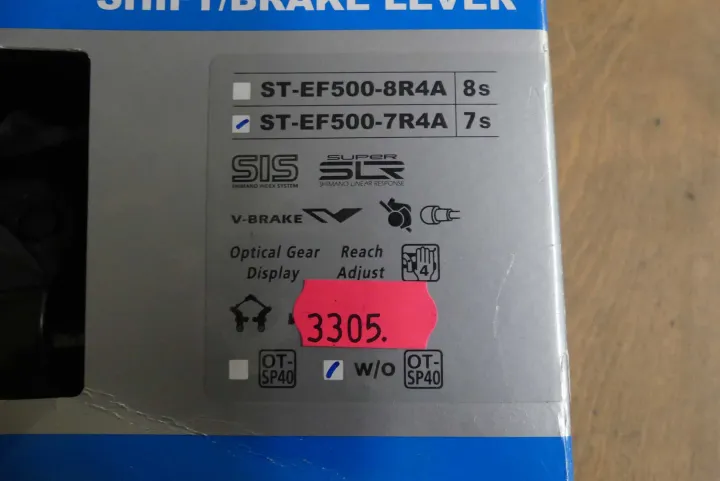 SHIFT/BRAKE LEVER
ST-EF500-8R4A 8s
ST-EF500-7R4A 7s
SIS SUPER SLR
SHIMANO INDEX SYSTEM SHIMANO LINEAR RESPONSE
V-BRAKE
Optical Gear Reach
Display Adjust 4
3305.
OT- W/O OT-
SP40 SP40